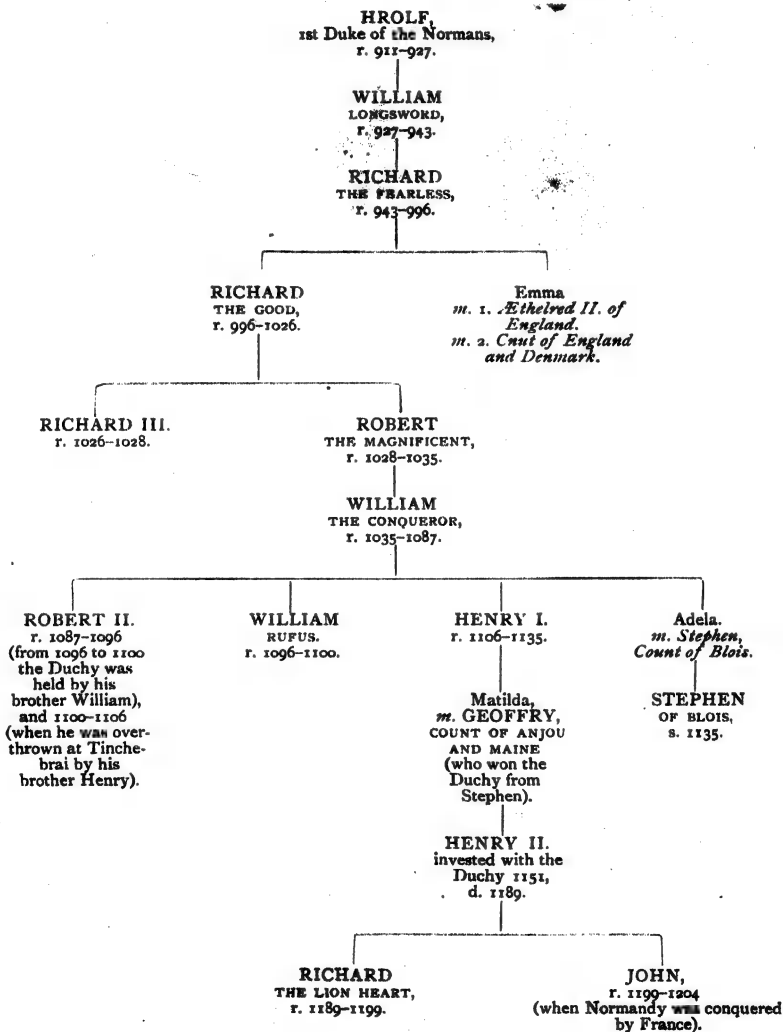 HROLF,
1st Duke of the Normans,
r. 911–927.
WILLIAM
LONGSWORD,
r. 927–943.
RICHARD
THE FEARLESS,
r. 943–996.
RICHARD
THE GOOD,
r. 996–1026.
Emma
m. 1. Æthelred II. of
England.
m. 2. Cnut of England
and Denmark.
RICHARD III.
r. 1026–1028.
ROBERT
THE MAGNIFICENT,
r. 1028–1035.
WILLIAM
THE CONQUEROR,
r. 1035–1087.
ROBERT II.
r. 1087–1096
(from 1096 to 1100
the Duchy was
held by his
brother William),
and 1100–1106
(when he was over-
thrown at Tinche-
brai by his
brother Henry).
WILLIAM
RUFUS.
r. 1096–1100.
HENRY I.
r. 1106–1135.
Adela.
m. Stephen,
Count of Blois.
Matilda,
m. GEOFFRY,
COUNT OF ANJOU
AND MAINE
(who won the
Duchy from
Stephen).
STEPHEN
OF BLOIS,
s. 1135.
HENRY II.
invested with the
Duchy 1151,
d. 1189.
RICHARD
THE LION HEART,
r. 1189–1199.
JOHN,
r. 1199–1204
(when Normandy was conquered
by France).